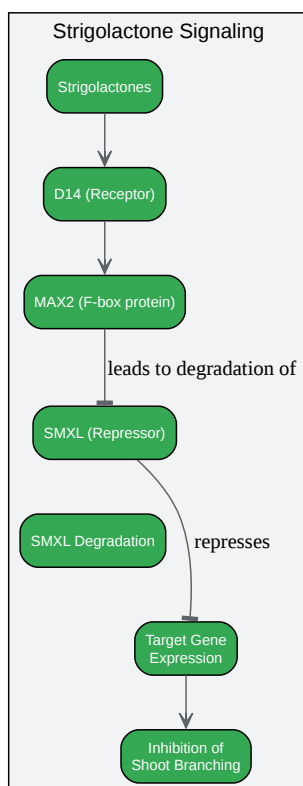 Strigolactone Signaling
Strigolactones
D14 (Receptor)
MAX2 (F-box protein)
leads to degradation of
SMXL (Repressor)
SMXL Degradation
represses
Target Gene
Expression
Inhibition of
Shoot Branching